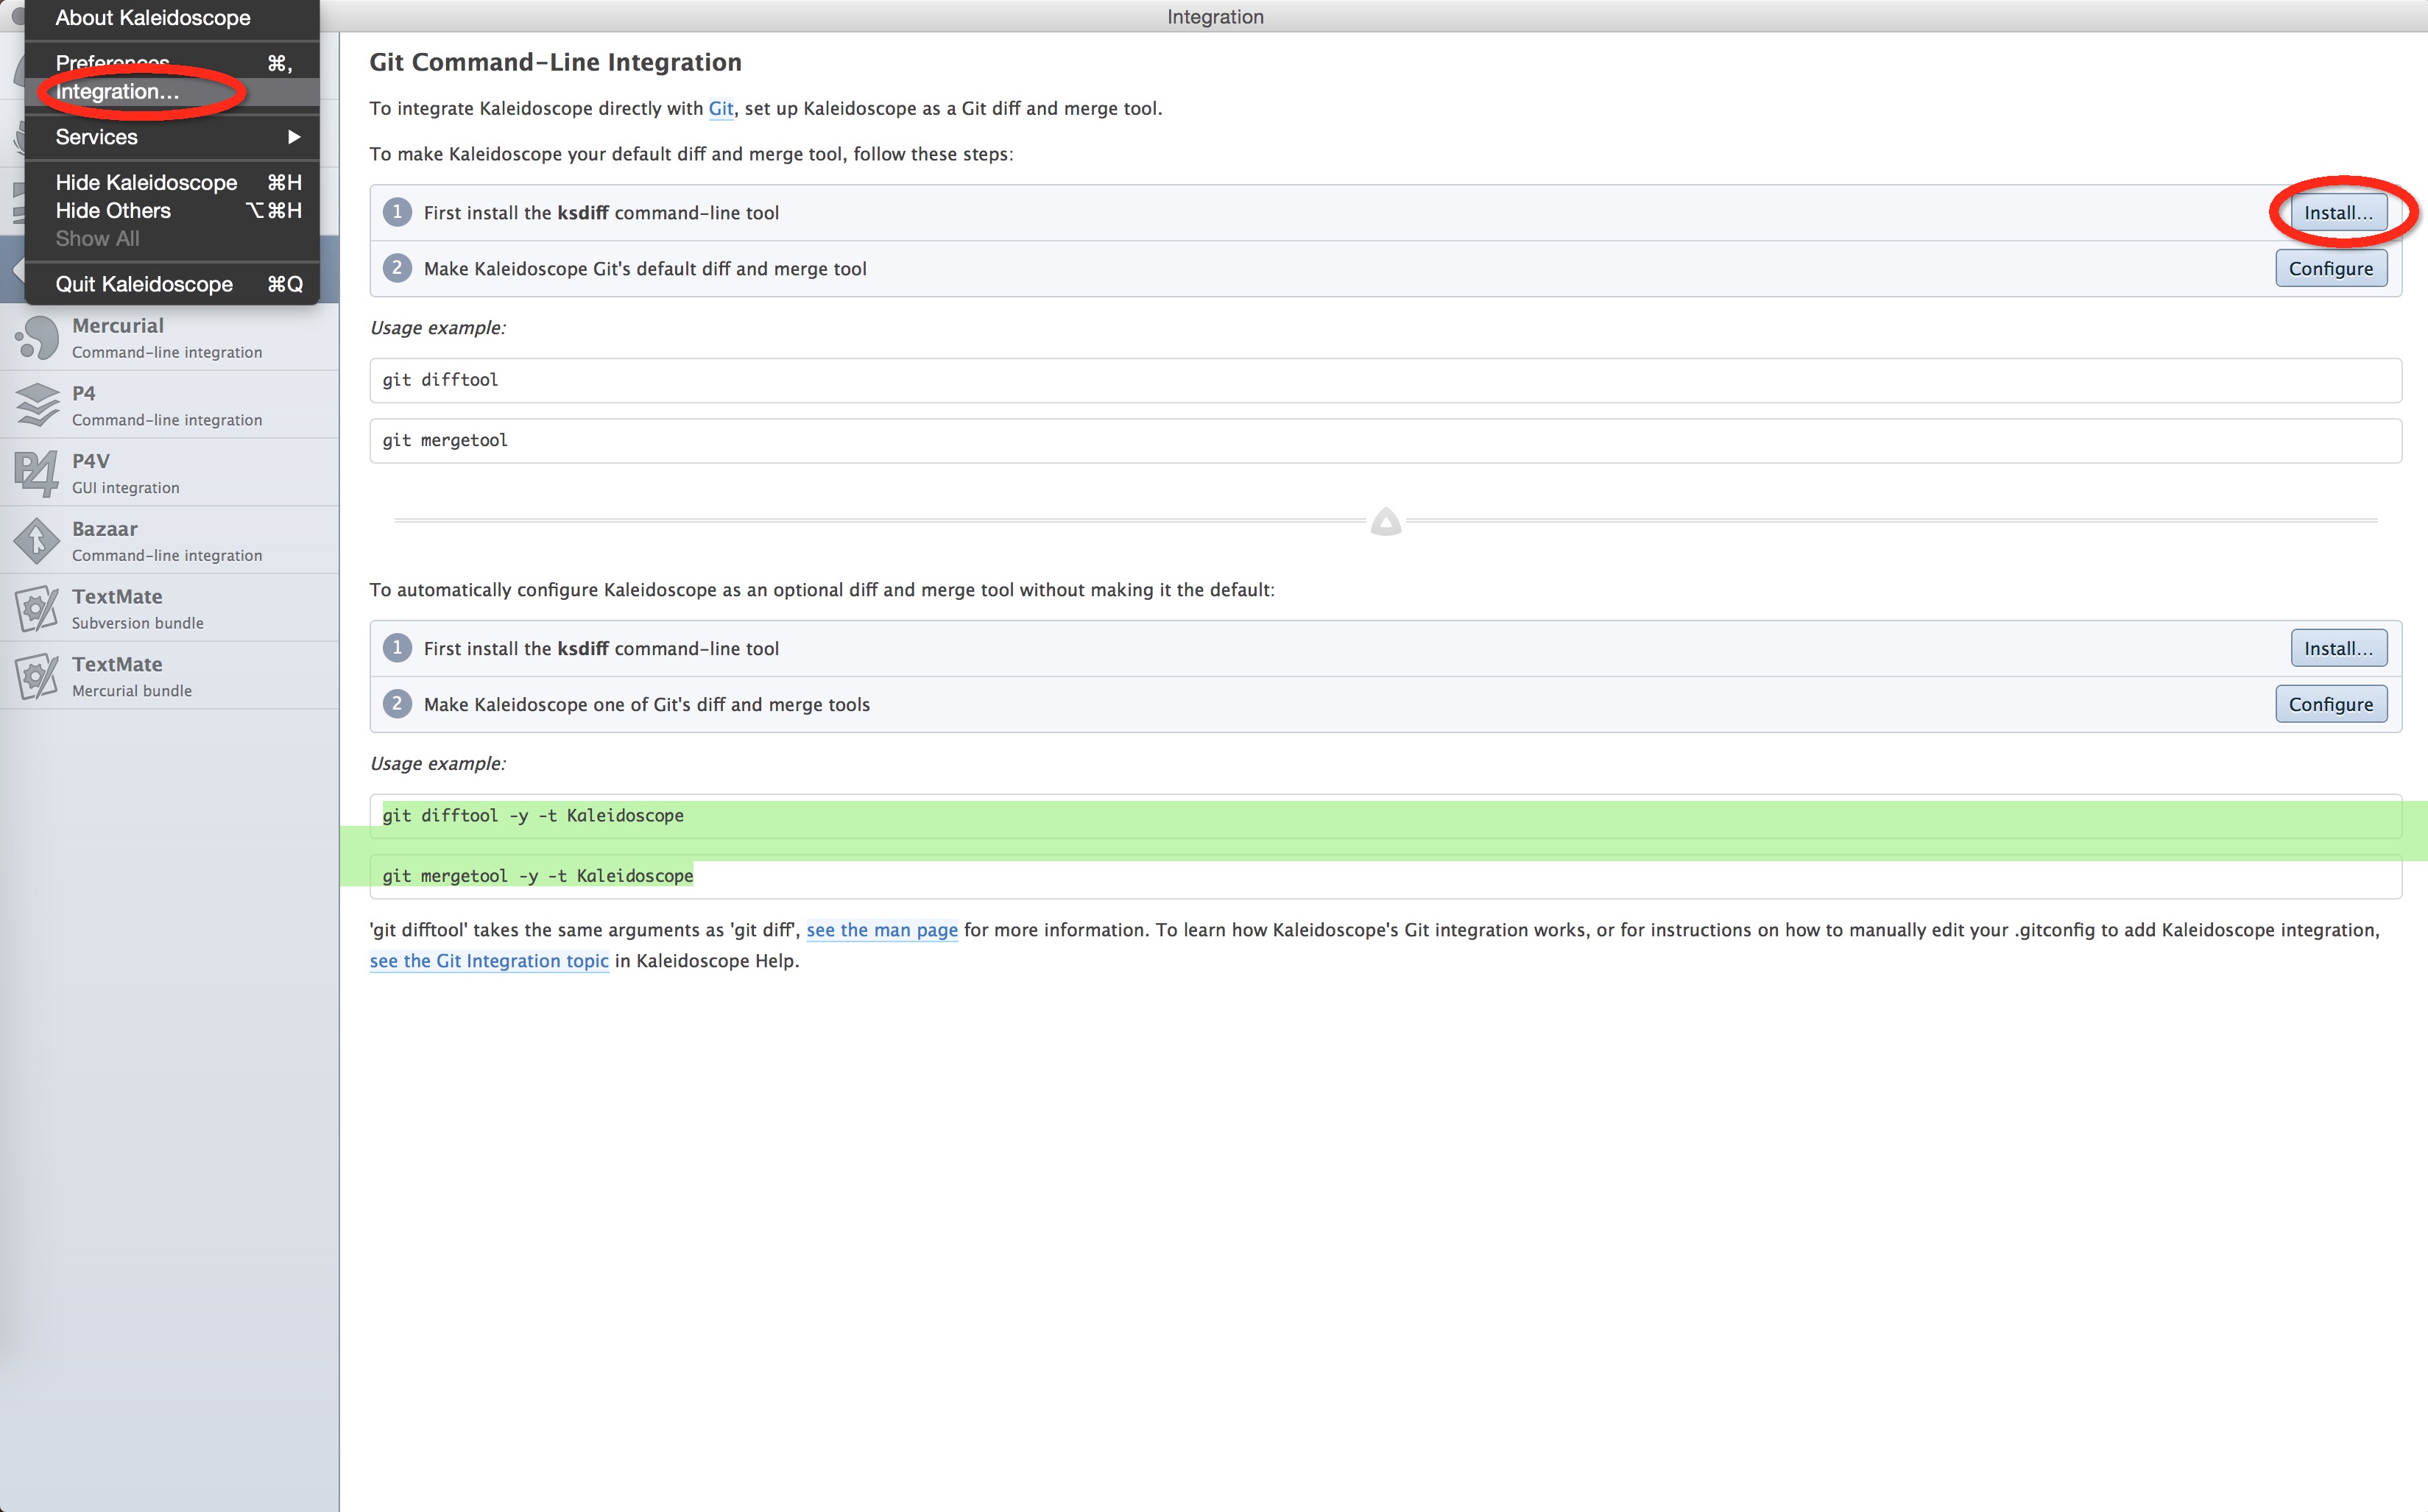 Integration
About Kaleidoscope
Preferences... ⌘,
Integration...
Services ▶
Hide Kaleidoscope ⌘H
Hide Others ⌥⌘H
Show All
Quit Kaleidoscope ⌘Q
Mercurial
Command-line integration
P4
Command-line integration
P4V
GUI integration
Bazaar
Command-line integration
TextMate
Subversion bundle
TextMate
Mercurial bundle
Git Command-Line Integration
To integrate Kaleidoscope directly with Git, set up Kaleidoscope as a Git diff and merge tool.
To make Kaleidoscope your default diff and merge tool, follow these steps:
1 First install the ksdiff command-line tool Install...
2 Make Kaleidoscope Git's default diff and merge tool Configure
Usage example:
git difftool
git mergetool
To automatically configure Kaleidoscope as an optional diff and merge tool without making it the default:
1 First install the ksdiff command-line tool Install...
2 Make Kaleidoscope one of Git's diff and merge tools Configure
Usage example:
git difftool -y -t Kaleidoscope
git mergetool -y -t Kaleidoscope
'git difftool' takes the same arguments as 'git diff', see the man page for more information. To learn how Kaleidoscope's Git integration works, or for instructions on how to manually edit your .gitconfig to add Kaleidoscope integration,
see the Git Integration topic in Kaleidoscope Help.